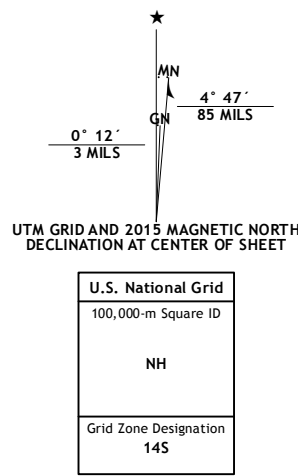 MN
4° 47´
85 MILS
GN
0° 12´
3 MILS
UTM GRID AND 2015 MAGNETIC NORTH
DECLINATION AT CENTER OF SHEET
U.S. National Grid
100,000-m Square ID
NH
Grid Zone Designation
14S